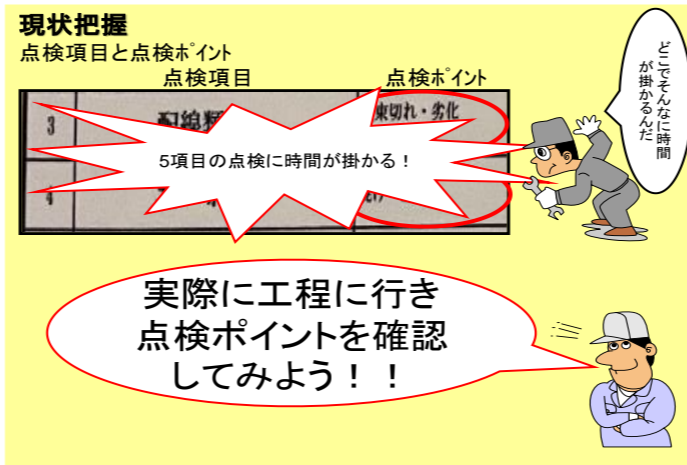 現状把握
点検項目と点検ﾎﾟｲﾝﾄ
点検項目 点検ﾎﾟｲﾝﾄ
どこでそんなに時間
が掛かるんだ
3 配線 束切れ・劣化
5項目の点検に時間が掛かる！
4
実際に工程に行き
点検ポイントを確認
してみよう！！